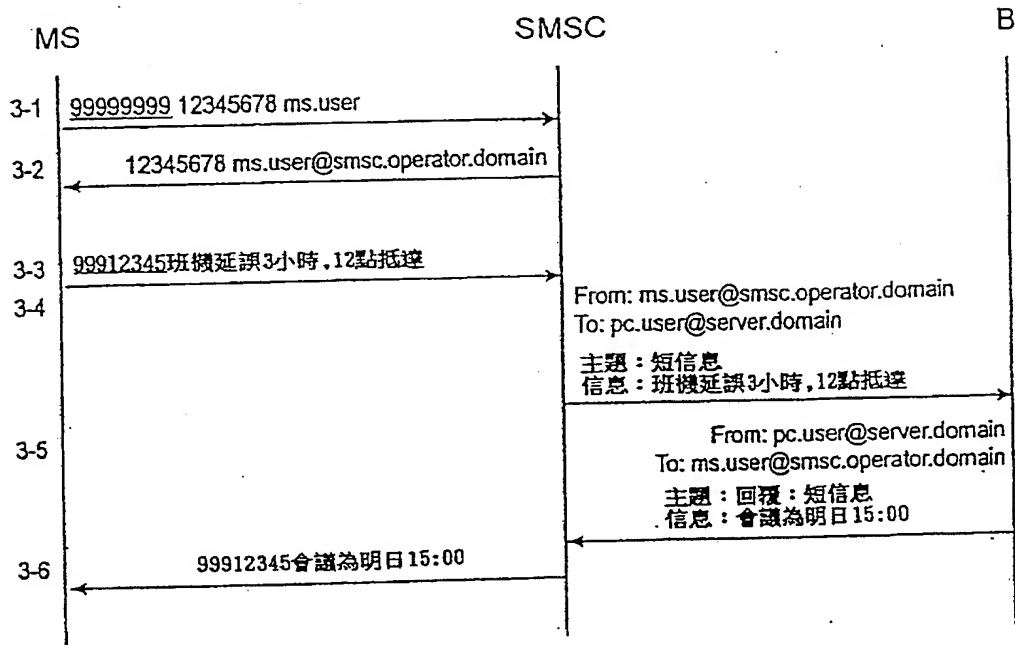 MS
SMSC
B
3-1
99999999 12345678 ms.user
3-2
12345678 ms.user@smsc.operator.domain
3-3
99912345班機延誤3小時,12點抵達
3-4
From: ms.user@smsc.operator.domain
To: pc.user@server.domain
主題：短信息
信息：班機延誤3小時,12點抵達
3-5
From: pc.user@server.domain
To: ms.user@smsc.operator.domain
主題：回覆：短信息
信息：會議為明日15:00
3-6
99912345會議為明日15:00